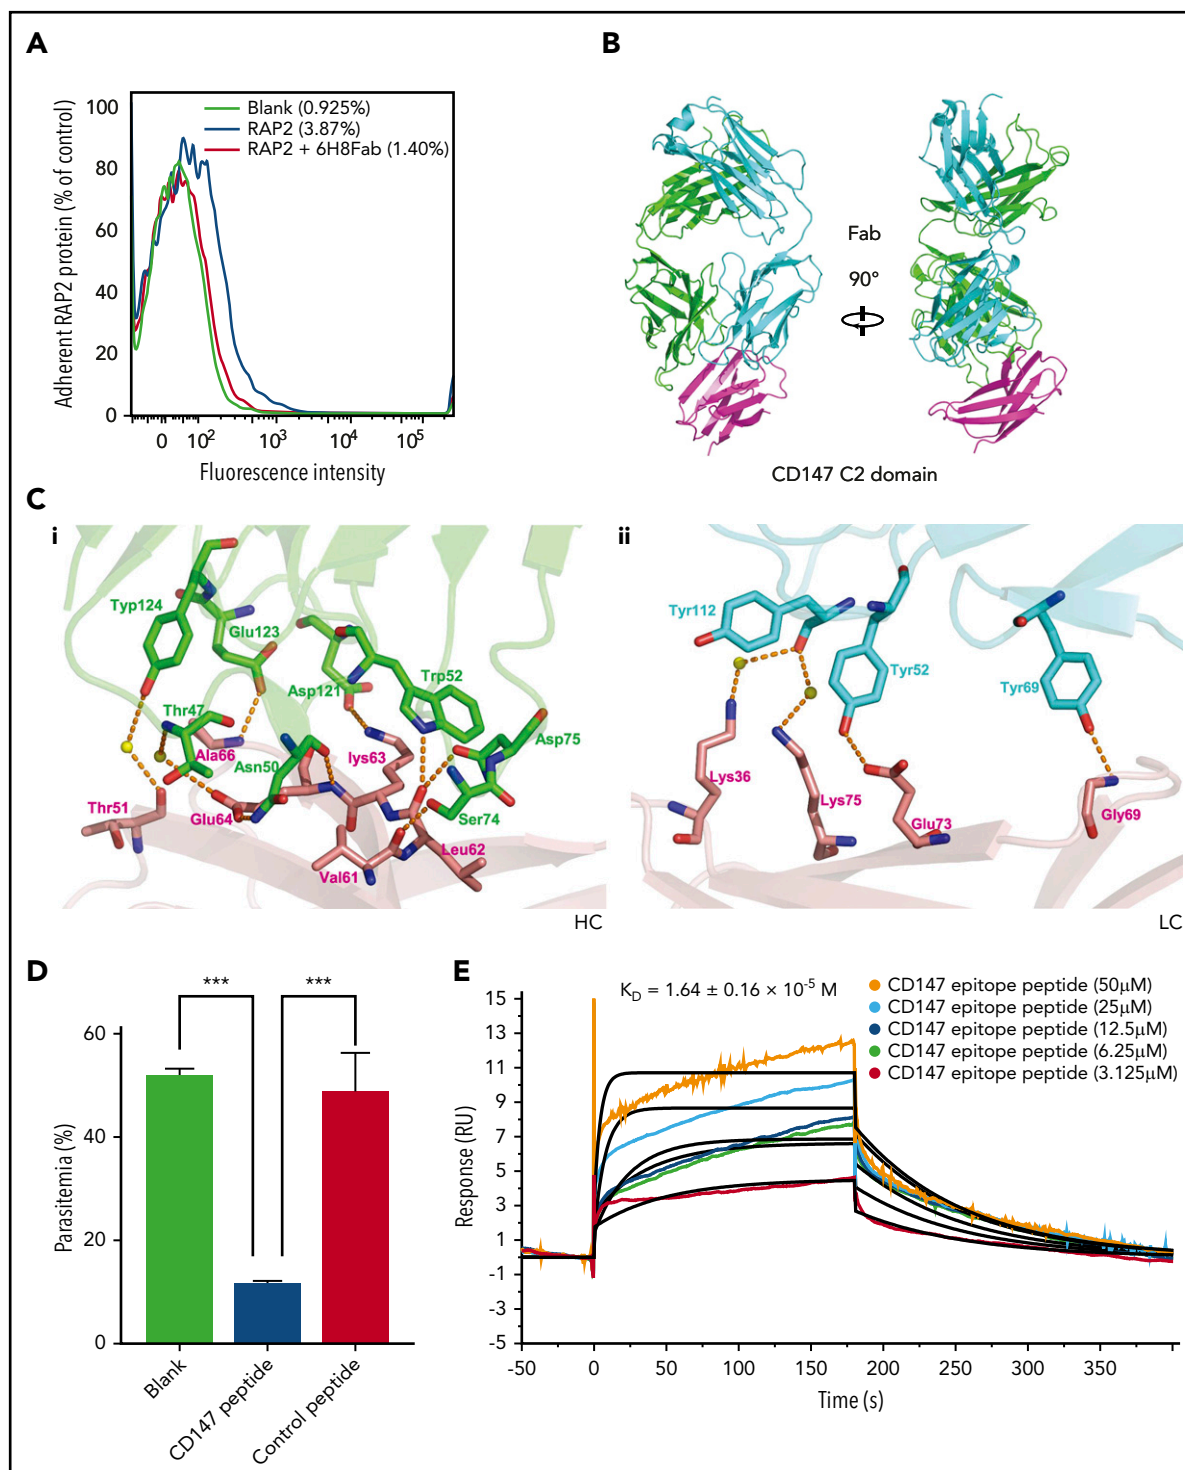 A
Adherent RAP2 protein (% of control)
100
80
60
40
20
0
Blank (0.925%)
RAP2 (3.87%)
RAP2 + 6H8Fab (1.40%)
0 10² 10³ 10⁴ 10⁵
Fluorescence intensity
B
Fab
90°
CD147 C2 domain
C
i
Typ124
Glu123
Asp121
Trp52
Thr47
Ala66
Asn50
lys63
Asp75
Thr51
Glu64
Ser74
Leu62
Val61
HC
ii
Tyr112
Tyr52
Tyr69
Lys36
Lys75
Glu73
Gly69
LC
D
*** ***
Parasitemia (%)
60
40
20
0
Blank
CD147 peptide
Control peptide
E
K_D = 1.64 ± 0.16 × 10⁻⁵ M
CD147 epitope peptide (50μM)
CD147 epitope peptide (25μM)
CD147 epitope peptide (12.5μM)
CD147 epitope peptide (6.25μM)
CD147 epitope peptide (3.125μM)
Response (RU)
15
13
11
9
7
5
3
1
-1
-3
-5
-50 0 50 100 150 200 250 300 350
Time (s)